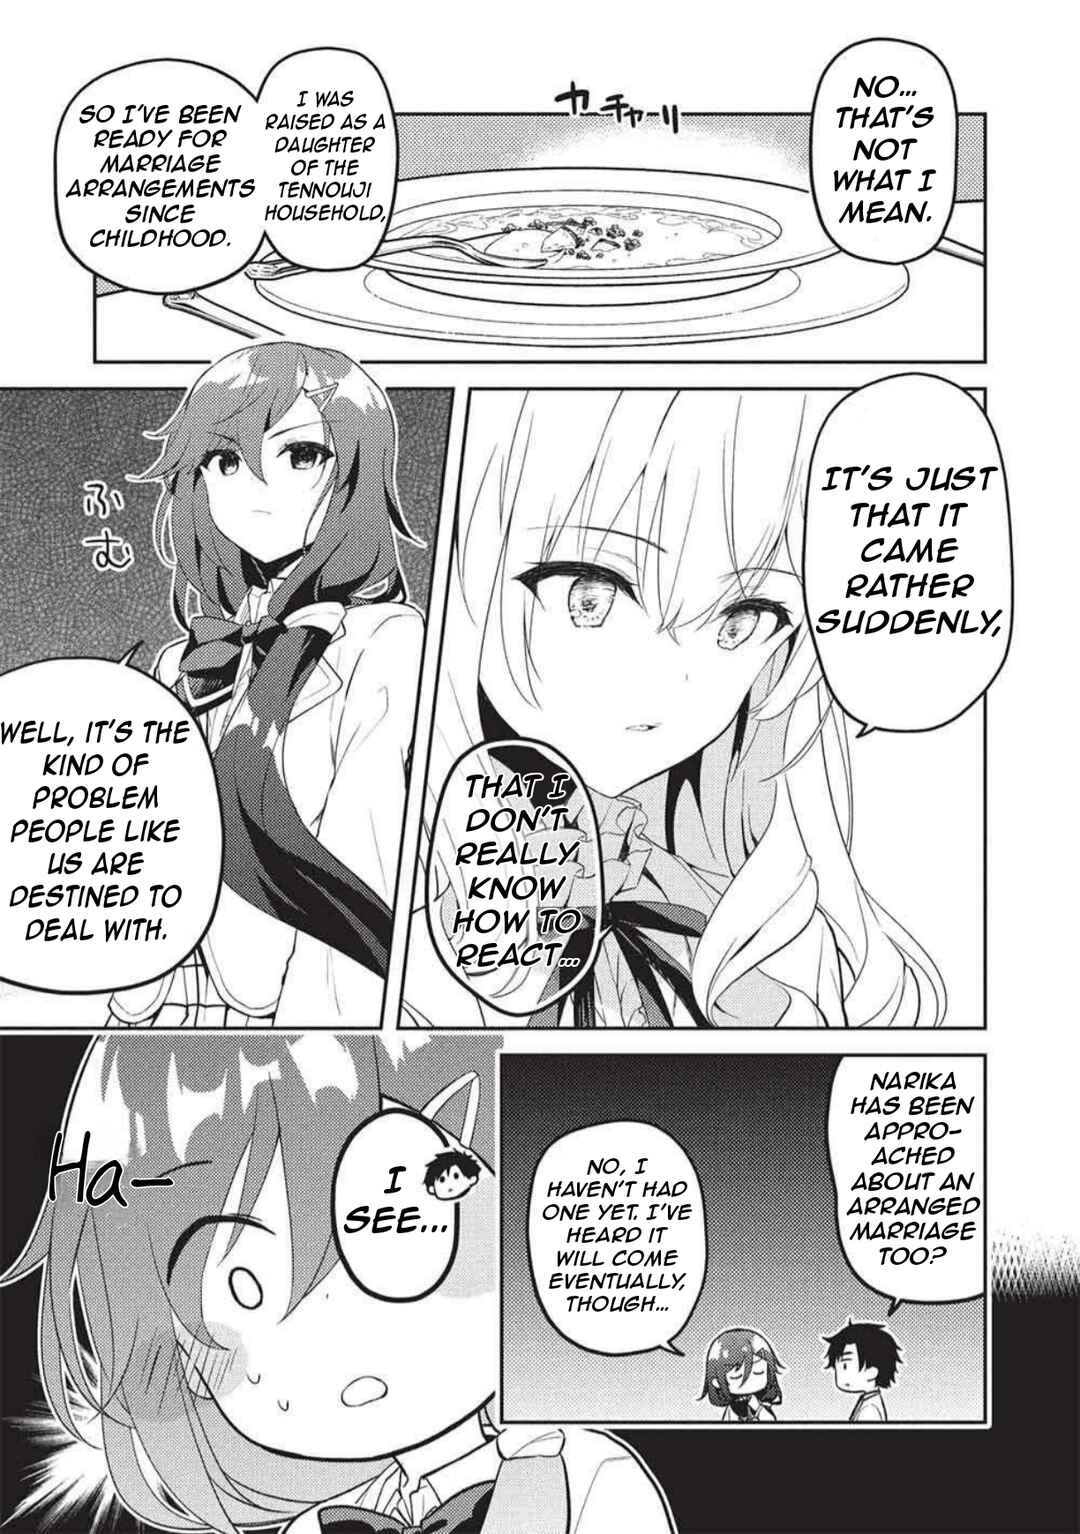 NO...
THAT'S
NOT
WHAT I
MEAN.
カチャリ
I WAS
RAISED AS A
DAUGHTER
OF THE
TENNOUJI
HOUSEHOLD,
SO I'VE BEEN
READY FOR
MARRIAGE
ARRANGEMENTS
SINCE
CHILDHOOD.
IT'S JUST
THAT IT
CAME
RATHER
SUDDENLY,
THAT I
DON'T
REALLY
KNOW
HOW TO
REACT...
ふむ
WELL, IT'S THE
KIND OF
PROBLEM
PEOPLE LIKE
US ARE
DESTINED TO
DEAL WITH.
NARIKA
HAS BEEN
APPRO-
ACHED
ABOUT AN
ARRANGED
MARRIAGE
TOO?
NO, I
HAVEN'T HAD
ONE YET. I'VE
HEARD IT
WILL COME
EVENTUALLY,
THOUGH...
I
SEE...
Ha-